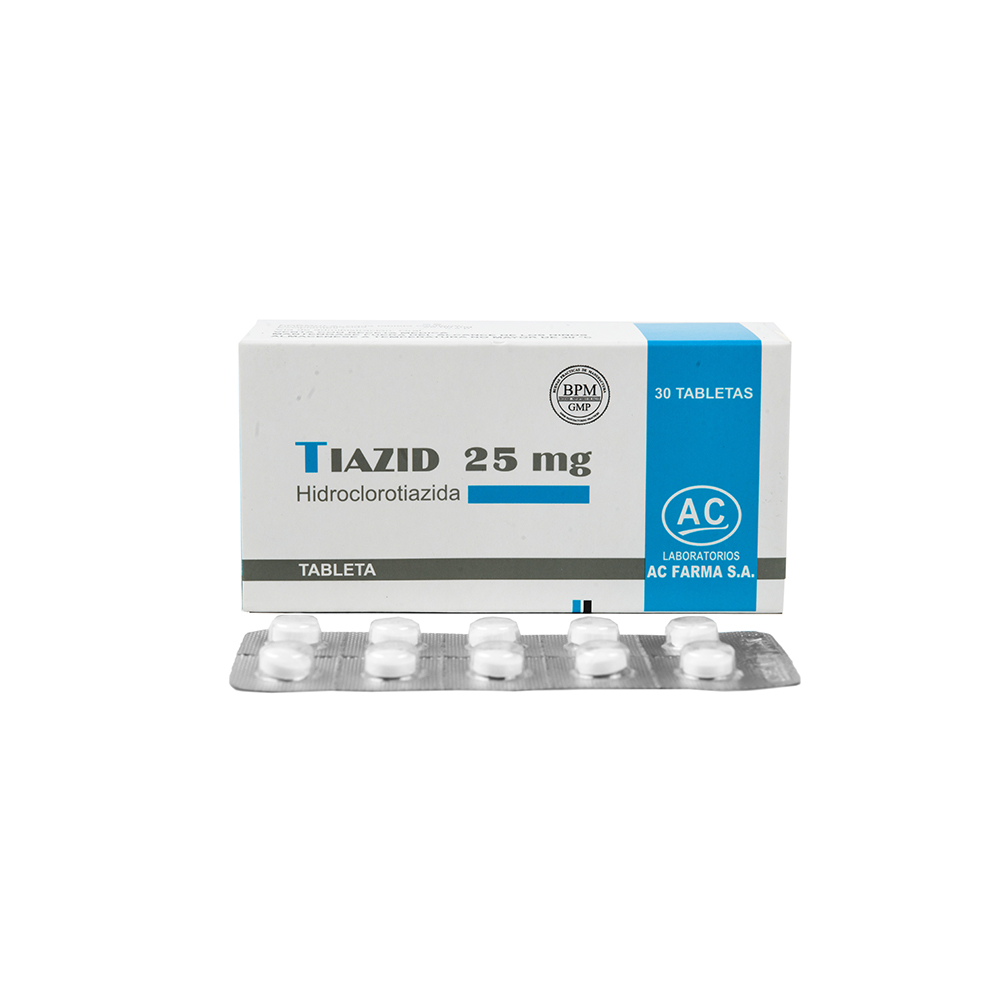 BPM
GMP
30 TABLETAS
TIAZID 25 mg
Hidroclorotiazida
AC
LABORATORIOS
AC FARMA S.A.
TABLETA